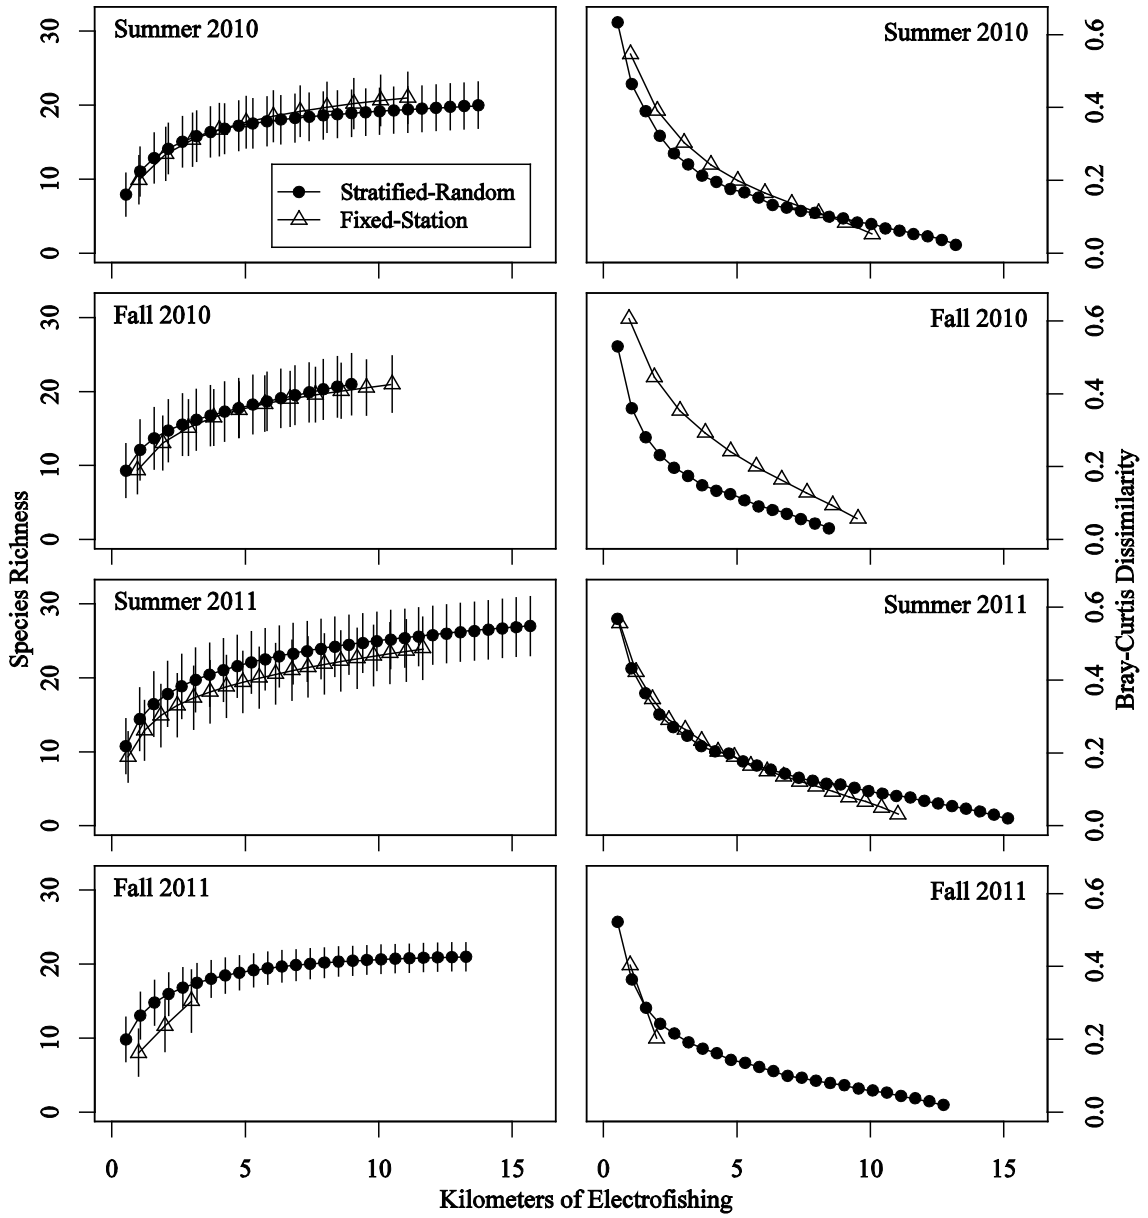 Summer 2010
30
20
10
0
Stratified-Random
Fixed-Station
Summer 2010
0.6
0.4
0.2
0.0
Fall 2010
30
20
10
0
Fall 2010
0.6
0.4
0.2
0.0
Species Richness
Bray-Curtis Dissimilarity
Summer 2011
30
20
10
0
Summer 2011
0.6
0.4
0.2
0.0
Fall 2011
30
20
10
0
Fall 2011
0.6
0.4
0.2
0.0
0 5 10 15
0 5 10 15
Kilometers of Electrofishing